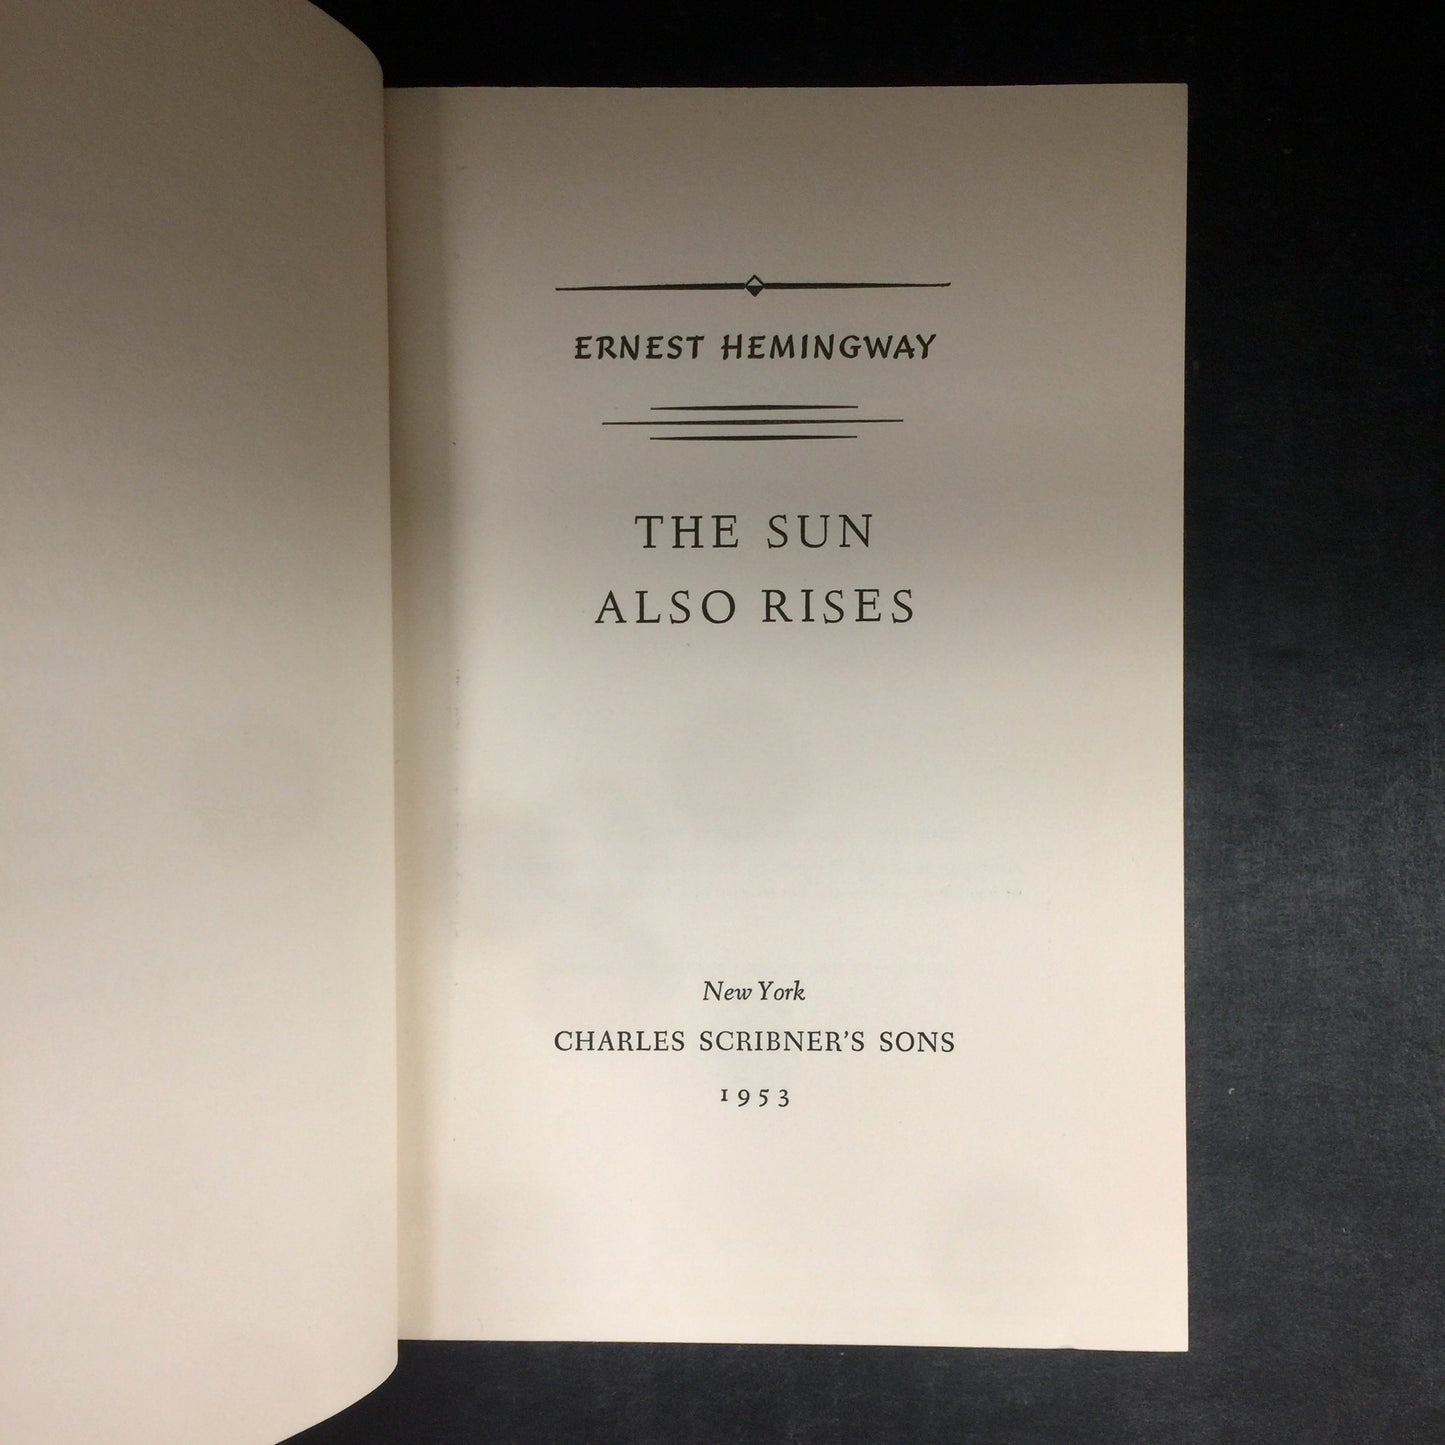 ERNEST HEMINGWAY
THE SUN
ALSO RISES
New York
CHARLES SCRIBNER'S SONS
1953